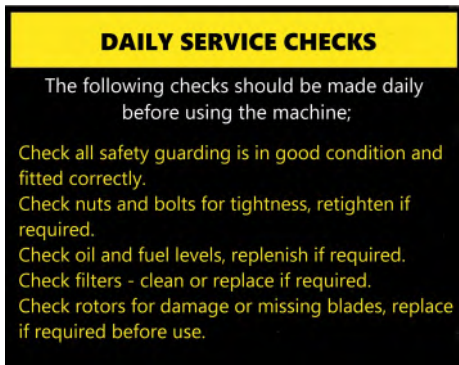 DAILY SERVICE CHECKS
The following checks should be made daily
before using the machine;
Check all safety guarding is in good condition and
fitted correctly.
Check nuts and bolts for tightness, retighten if
required.
Check oil and fuel levels, replenish if required.
Check filters - clean or replace if required.
Check rotors for damage or missing blades, replace
if required before use.